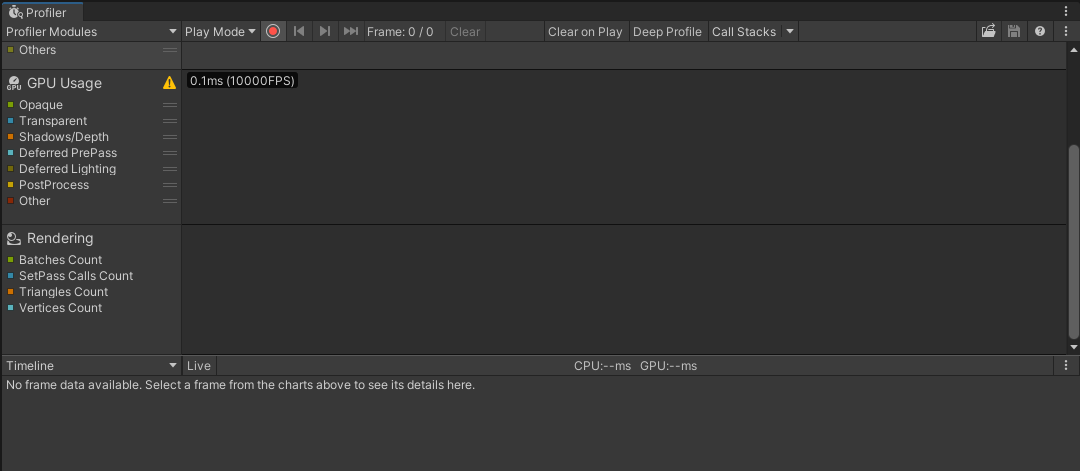 Profiler
Profiler Modules Play Mode Frame: 0 / 0 Clear Clear on Play Deep Profile Call Stacks
Others
GPU GPU Usage 0.1ms (10000FPS)
Opaque
Transparent
Shadows/Depth
Deferred PrePass
Deferred Lighting
PostProcess
Other
Rendering
Batches Count
SetPass Calls Count
Triangles Count
Vertices Count
Timeline Live CPU:--ms GPU:--ms
No frame data available. Select a frame from the charts above to see its details here.